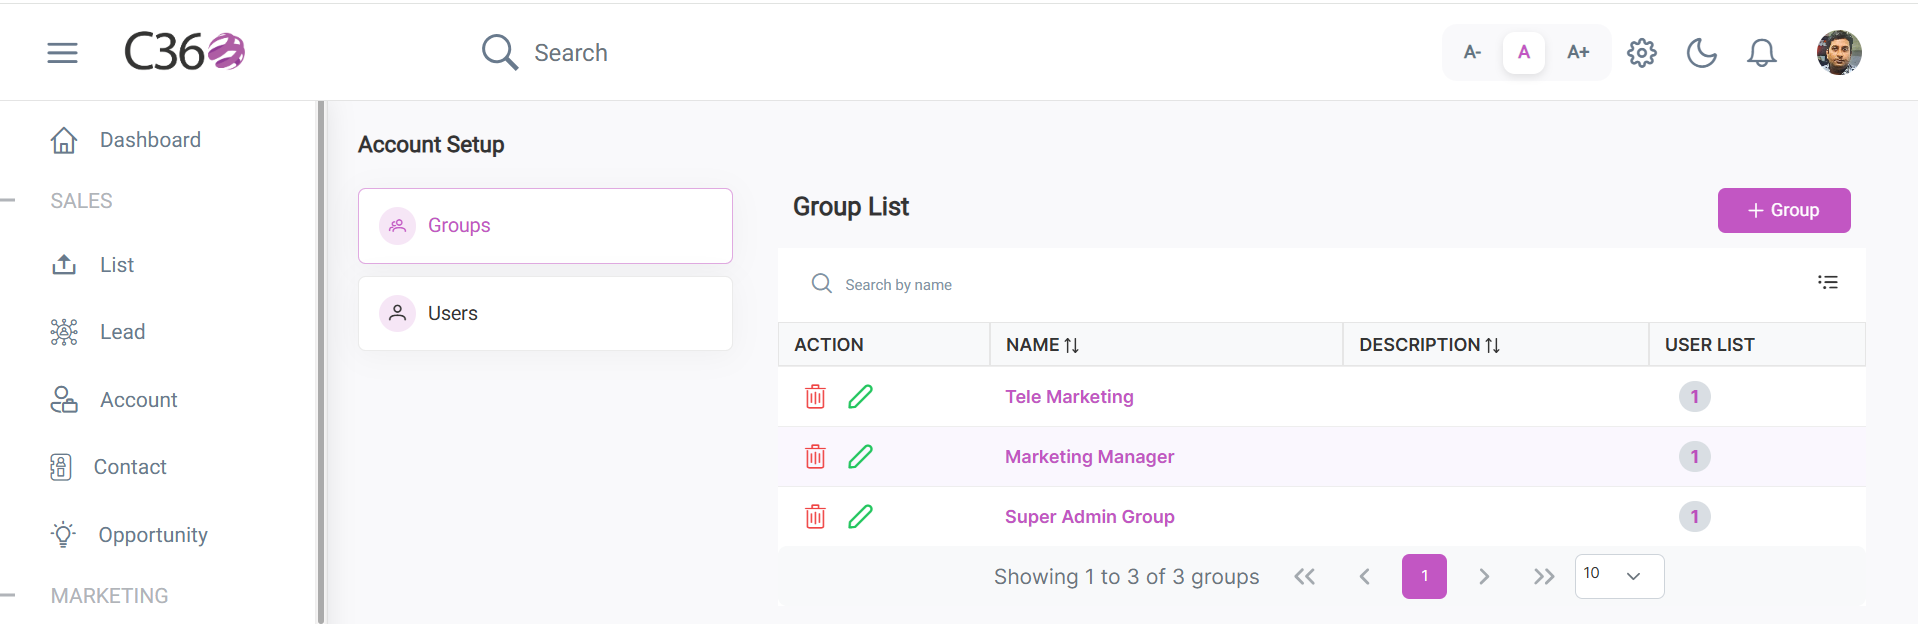 C360
Search
A-
A
A+
Dashboard
SALES
List
Lead
Account
Contact
Opportunity
MARKETING
Account Setup
Groups
Users
Group List
+ Group
Search by name
ACTION NAME DESCRIPTION USER LIST
Tele Marketing 1
Marketing Manager 1
Super Admin Group 1
Showing 1 to 3 of 3 groups « ‹ 1 › » 10